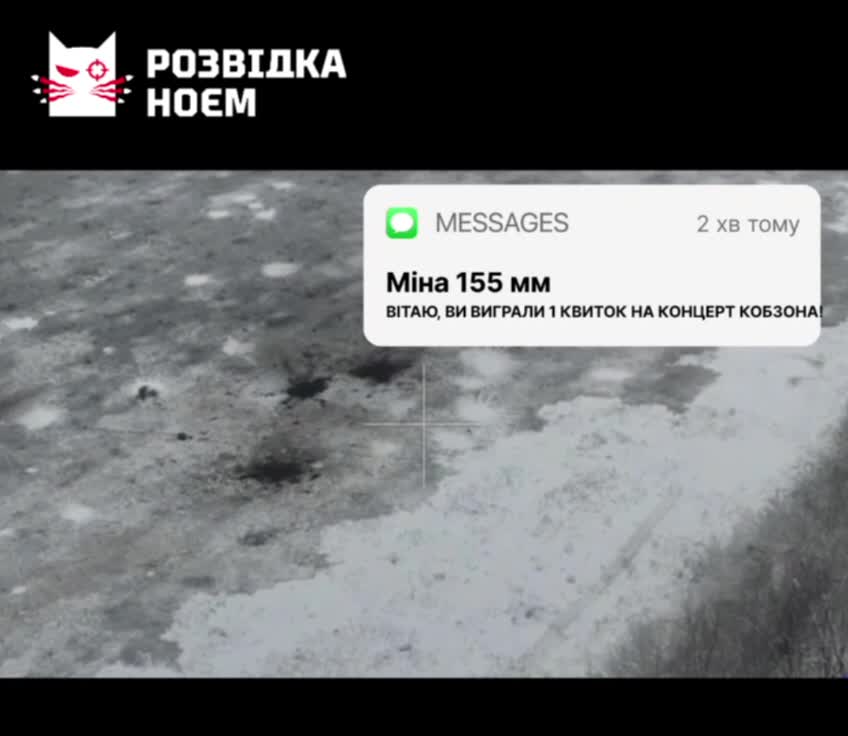 РОЗВІДКА
НОЄМ
MESSAGES
2 хв тому
Міна 155 мм
ВІТАЮ, ВИ ВИГРАЛИ 1 КВИТОК НА КОНЦЕРТ КОБЗОНА!